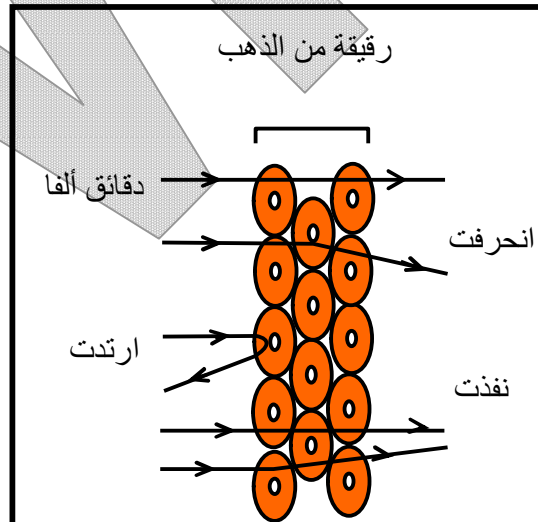 رقيقة من الذهب
دقائق ألفا
انحرفت
ارتدت
نفذت